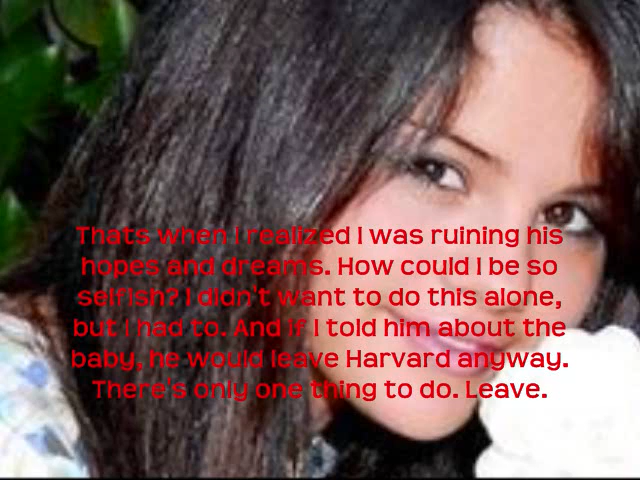 Thats when I realized I was ruining his
hopes and dreams. How could I be so
selfish? I didn't want to do this alone,
but I had to. And if I told him about the
baby, he would leave Harvard anyway.
There's only one thing to do. Leave.